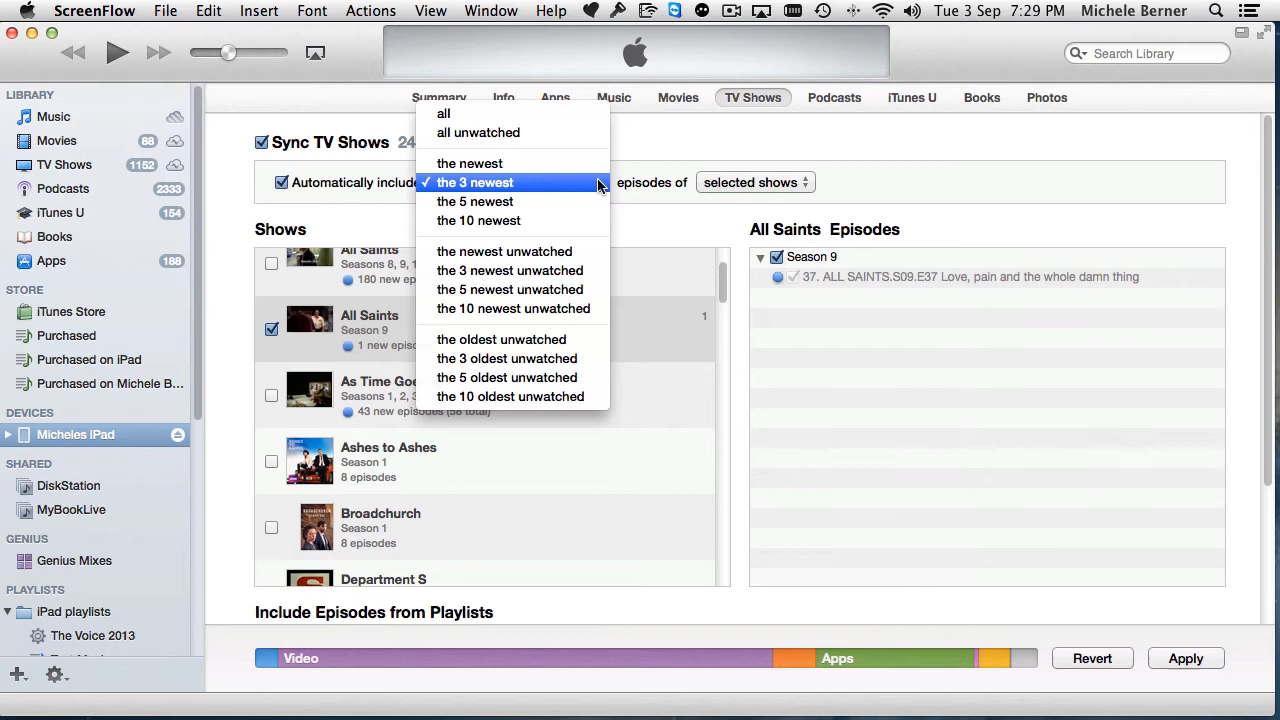 ScreenFlow File Edit Insert Font Actions View Window Help Tue 3 Sep 7:29 PM Michele Berner
Search Library
LIBRARY
Music
Movies 68
TV Shows 1152
Podcasts 2333
iTunes U 154
Books
Apps 188
STORE
iTunes Store
Purchased
Purchased on iPad
Purchased on Michele B...
DEVICES
Micheles iPad
SHARED
DiskStation
MyBookLive
GENIUS
Genius Mixes
PLAYLISTS
iPad playlists
The Voice 2013
Summary Info Apps Music Movies TV Shows Podcasts iTunes U Books Photos
Sync TV Shows 24
Automatically include
episodes of selected shows
all
all unwatched
the newest
✓ the 3 newest
the 5 newest
the 10 newest
the newest unwatched
the 3 newest unwatched
the 5 newest unwatched
the 10 newest unwatched
the oldest unwatched
the 3 oldest unwatched
the 5 oldest unwatched
the 10 oldest unwatched
Shows
All Saints
Seasons 8, 9, 1
180 new ep
All Saints 1
Season 9
1 new episo
As Time Goe
Seasons 1, 2, 3
43 new episodes (58 total)
Ashes to Ashes
Season 1
8 episodes
Broadchurch
Season 1
8 episodes
Department S
All Saints Episodes
Season 9
37. ALL SAINTS.S09.E37 Love, pain and the whole damn thing
Include Episodes from Playlists
Video Apps
Revert Apply